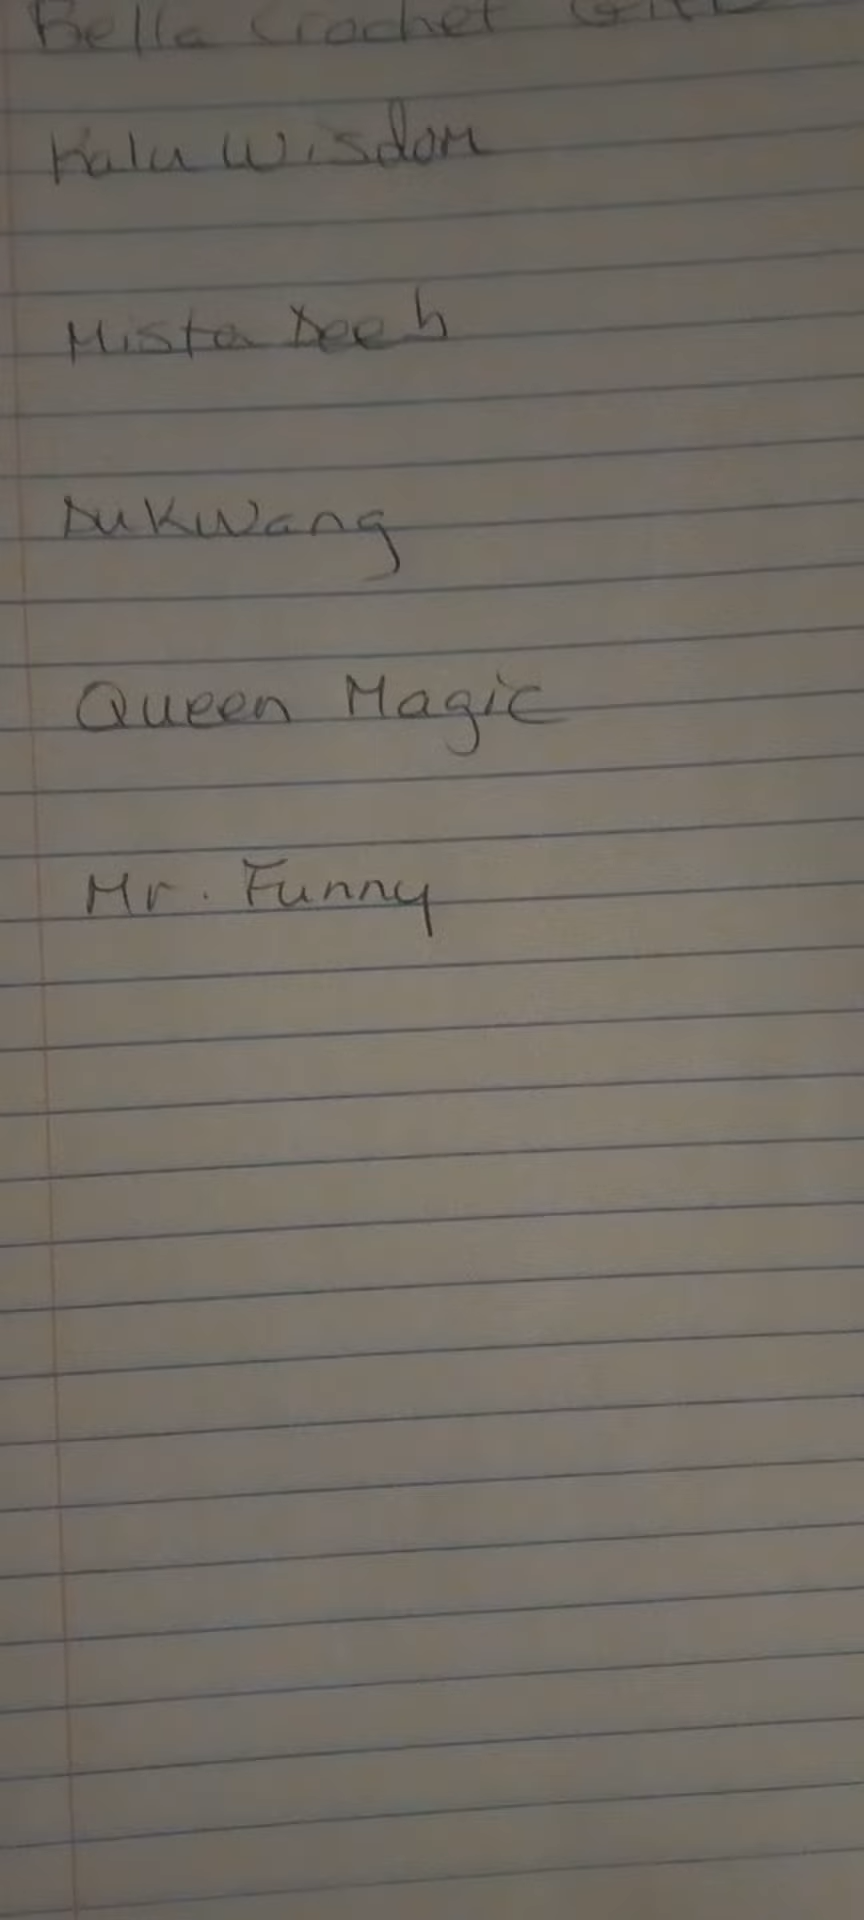 Bella Crochet
Kalu Wisdom
Mista Deeh
Dukwang
Queen Magic
Mr. Funny